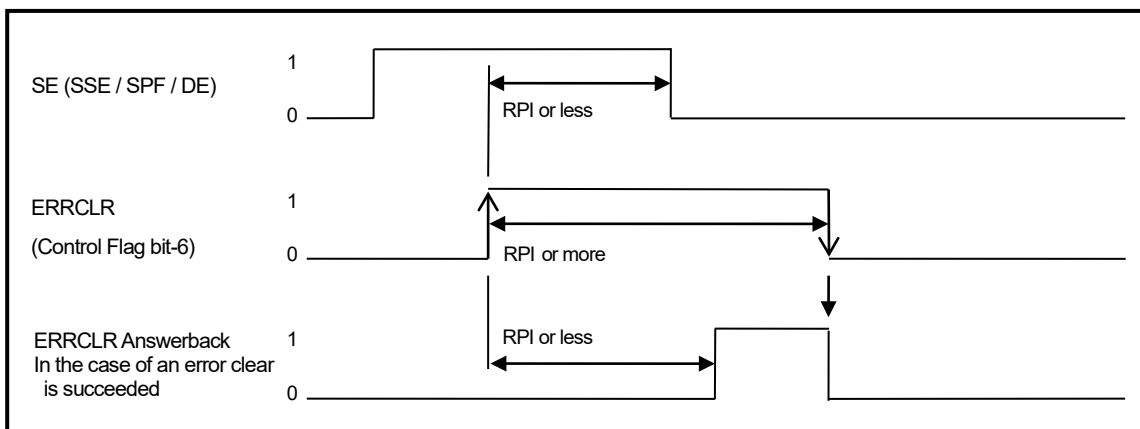 1
SE (SSE / SPF / DE)
RPI or less
0
1
ERRCLR
(Control Flag bit-6)
0
RPI or more
RPI or less
ERRCLR Answerback
1
In the case of an error clear
is succeeded
0